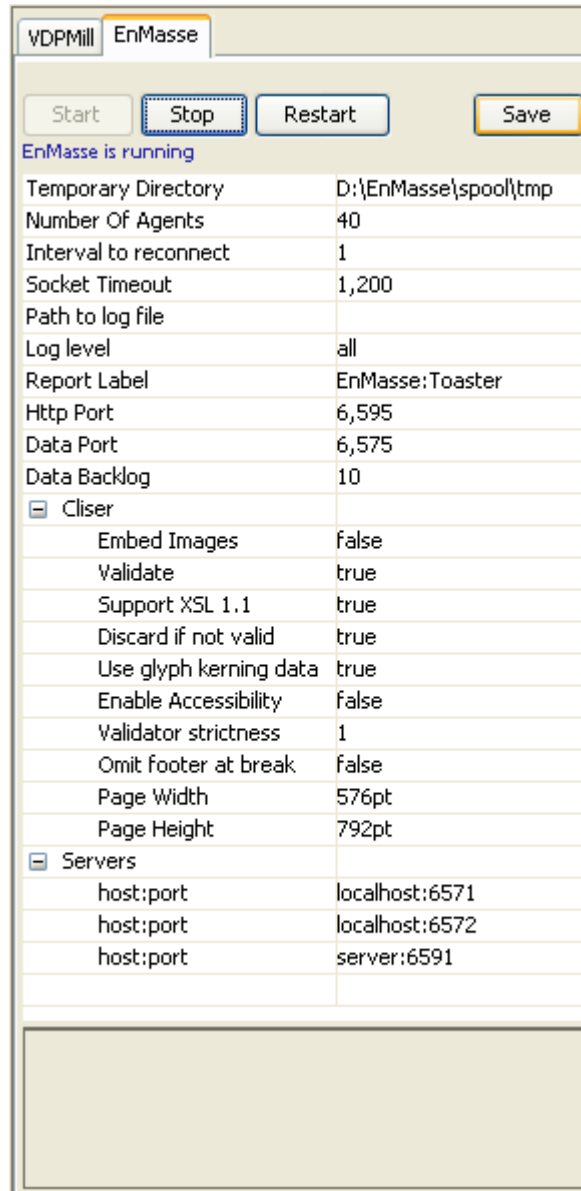 VDPMill EnMasse
Start Stop Restart Save
EnMasse is running
Temporary Directory D:\EnMasse\spool\tmp
Number Of Agents 40
Interval to reconnect 1
Socket Timeout 1,200
Path to log file
Log level all
Report Label EnMasse:Toaster
Http Port 6,595
Data Port 6,575
Data Backlog 10
Cliser
Embed Images false
Validate true
Support XSL 1.1 true
Discard if not valid true
Use glyph kerning data true
Enable Accessibility false
Validator strictness 1
Omit footer at break false
Page Width 576pt
Page Height 792pt
Servers
host:port localhost:6571
host:port localhost:6572
host:port server:6591